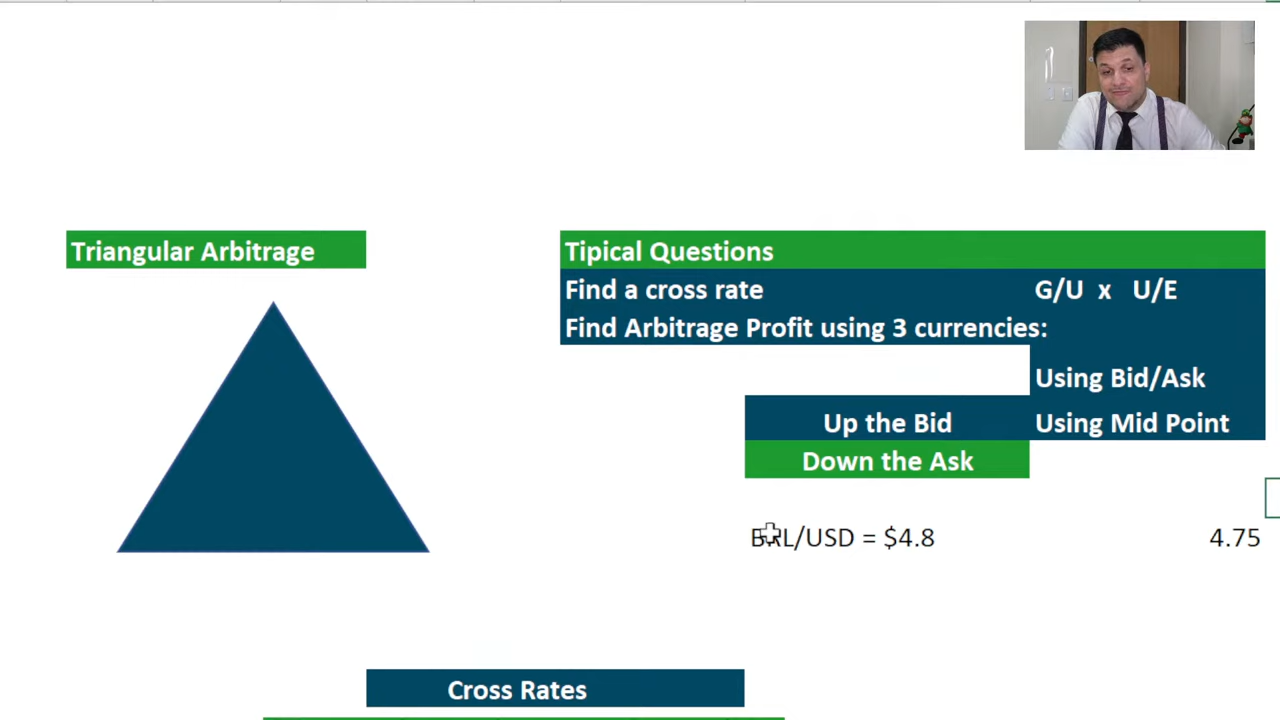 Triangular Arbitrage
Tipical Questions
Find a cross rate G/U x U/E
Find Arbitrage Profit using 3 currencies:
Using Bid/Ask
Up the Bid Using Mid Point
Down the Ask
BRL/USD = $4.8 4.75
Cross Rates